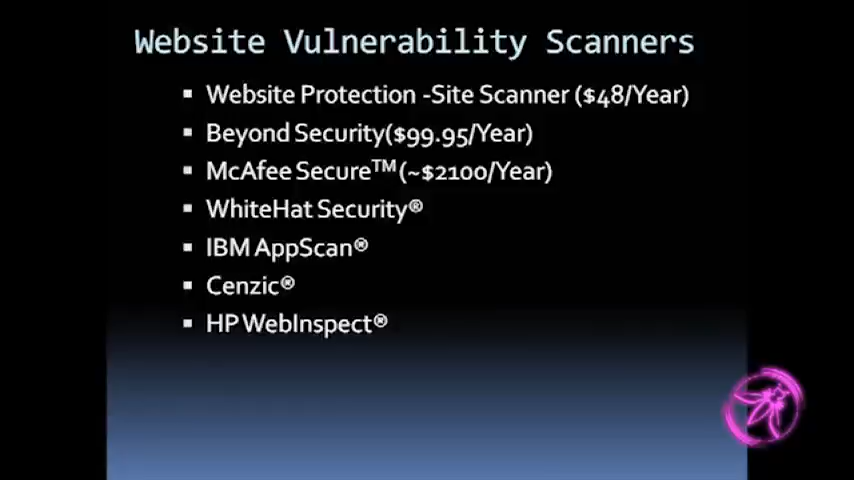 Website Vulnerability Scanners
Website Protection -Site Scanner ($48/Year)
Beyond Security($99.95/Year)
McAfee Secure™(~$2100/Year)
WhiteHat Security®
IBM AppScan®
Cenzic®
HP WebInspect®